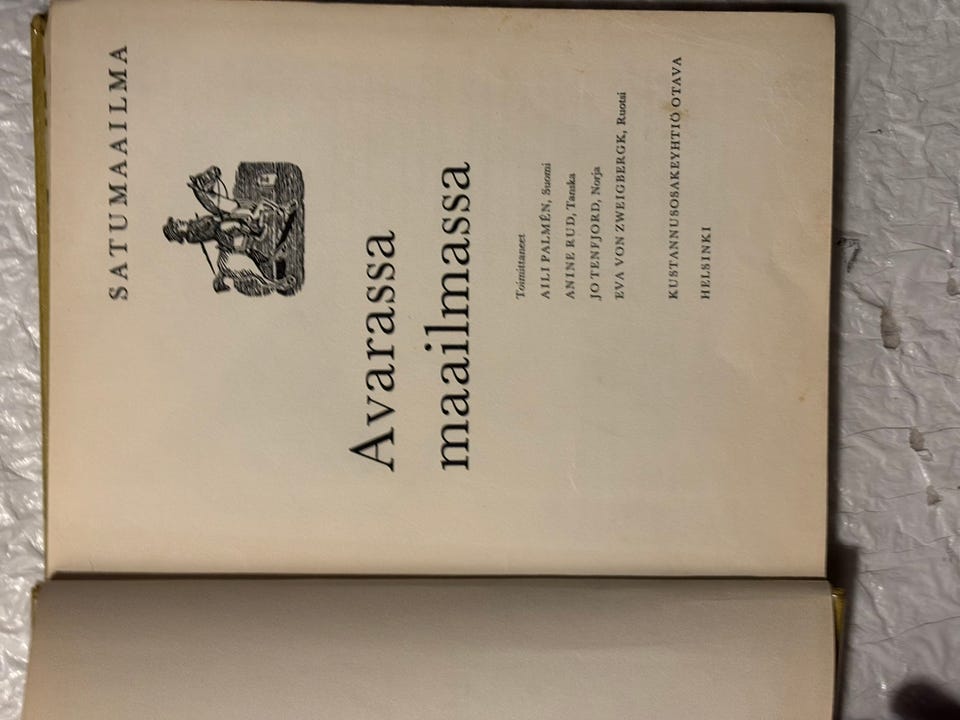 SATUMAAILMA
Avarassa
maailmassa
Toimittaneet
AILI PALMÉN, Suomi
ANINE RUD, Tanska
JO TENFJORD, Norja
EVA VON ZWEIGBERGK, Ruotsi
KUSTANNUSOSAKEYHTIÖ OTAVA
HELSINKI